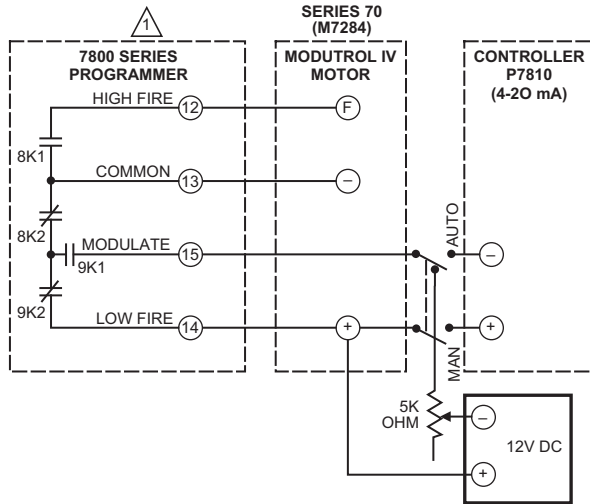 1
SERIES 70
(M7284)
7800 SERIES
PROGRAMMER
MODUTROL IV
MOTOR
CONTROLLER
P7810
(4-2O mA)
HIGH FIRE
12
F
8K1
COMMON
13
–
8K2
MODULATE
15
AUTO
–
9K1
9K2
LOW FIRE
14
+
MAN
+
5K
OHM
–
12V DC
+